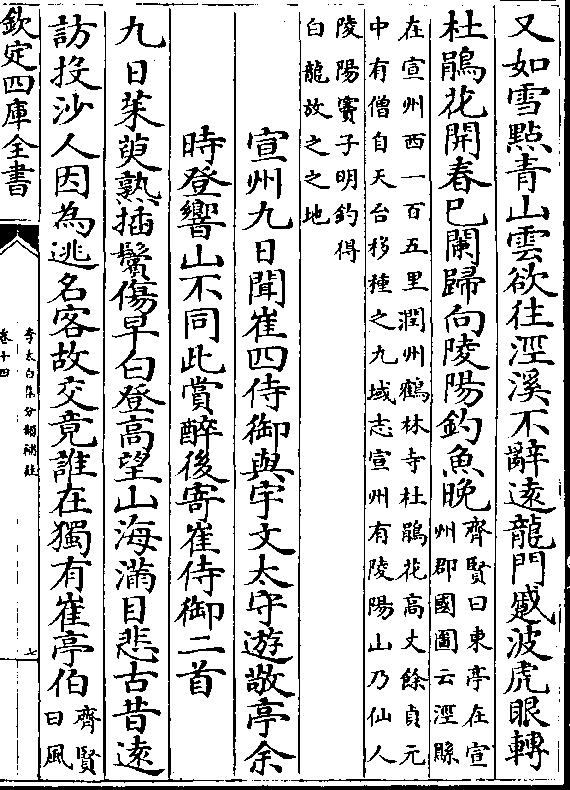 又如雪點青山雲欲往涇溪不辭遠龍門蹙波虎眼轉
杜鵑花開春已闌歸向陵陽釣魚晚
齊賢曰東亭在宣
州郡國圖云涇縣
在宣州西一百五里潤州鶴林寺杜鵑花高丈餘貞元
中有僧自天台移種之九域志宣州有陵陽山乃仙人
陵陽竇子明釣得
白龍故之之地
宣州九日聞崔四侍御與宇文太守遊敬亭余
時登響山不同此賞醉後寄崔侍御二首
九日茱萸熟插鬢傷早白登高望山海滿目悲古昔遠
訪投沙人因為逃名客故交竟誰在獨有崔亭伯
齊賢
曰風
欽定四庫全書
李太白集分類補註
卷十四
七